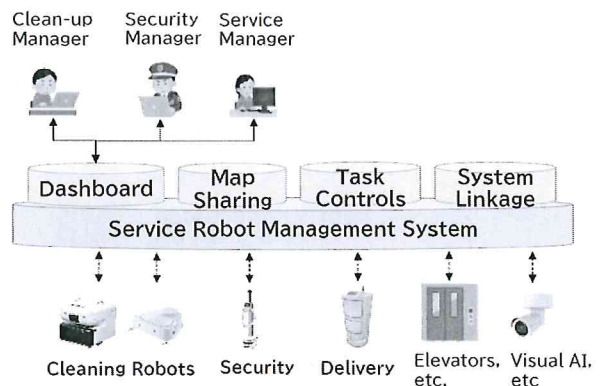 Clean-up Manager
Security Manager
Service Manager
Dashboard
Map Sharing
Task Controls
System Linkage
Service Robot Management System
Cleaning Robots
Security
Delivery
Elevators, etc.
Visual AI, etc